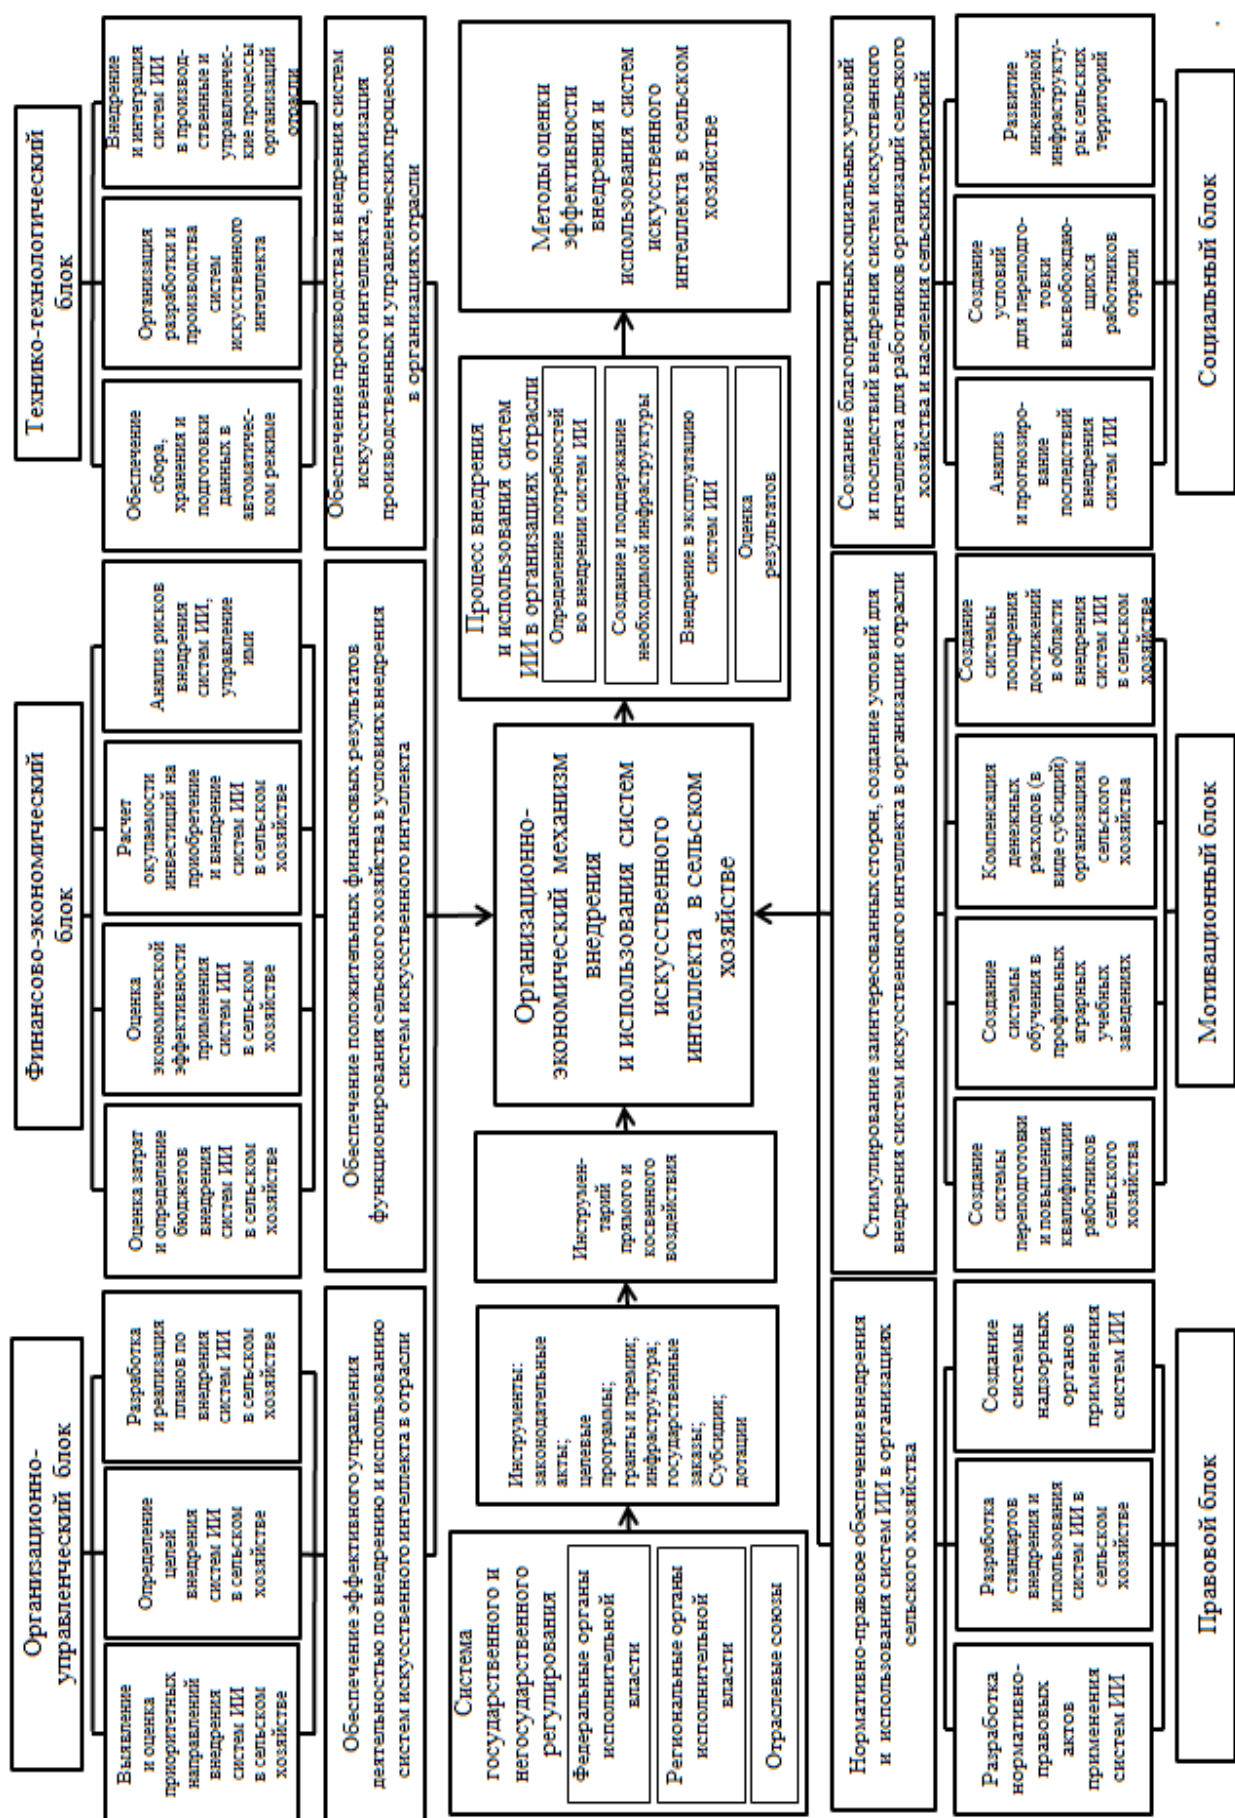 Организационно-
управленческий блок
Финансово-экономический
блок
Технико-технологический
блок
Выявление
и оценка
приоритетных
направлений
внедрения
систем ИИ
в сельском
хозяйстве
Определение
целей
внедрения
систем ИИ
в сельском
хозяйстве
Разработка
и реализация
планов по
внедрения
систем ИИ
в сельском
хозяйстве
Оценка затрат
и определение
бюджетов
внедрения
систем ИИ
в сельском
хозяйстве
Оценка
экономической
эффективности
применения
систем ИИ
в сельском
хозяйстве
Расчет
окупаемости
инвестиций на
приобретение
и внедрение
систем ИИ
в сельском
хозяйстве
Анализ рисков
внедрения
систем ИИ,
управление
ими
Обеспечение
сбора,
хранения и
подготовки
данных в
автоматичес-
ком режиме
Организация
разработки и
производства
систем
искусственного
интеллекта
Внедрение
и интеграция
систем ИИ
в производ-
ственные и
управленчес-
кие процессы
организаций
отрасли
Обеспечение эффективного управления
деятельностью по внедрению и использованию
систем искусственного интеллекта в отрасли
Обеспечение положительных финансовых результатов
функционирования сельского хозяйства в условиях внедрения
систем искусственного интеллекта
Обеспечение производства и внедрения систем
искусственного интеллекта, оптимизация
производственных и управленческих процессов
в организациях отрасли
Система
государственного и
негосударственного
регулирования
Федеральные органы
исполнительной
власти
Региональные органы
исполнительной
власти
Отраслевые союзы
Инструменты:
законодательные
акты;
целевые
программы;
гранты и премии;
инфраструктура;
государственные
заказы;
Субсидии;
дотации
Инструмен-
тарий
прямого и
косвенного
воздействия
Организационно-
экономический механизм
внедрения
и использования систем
искусственного
интеллекта в сельском
хозяйстве
Процесс внедрения
и использования систем
ИИ в организациях отрасли
Определение потребностей
во внедрении систем ИИ
Создание и поддержание
необходимой инфраструктуры
Внедрение в эксплуатацию
систем ИИ
Оценка
результатов
Методы оценки
эффективности
внедрения и
использования систем
искусственного
интеллекта в сельском
хозяйстве
Нормативно-правовое обеспечение внедрения
и использования систем ИИ в организациях
сельского хозяйства
Стимулирование заинтересованных сторон, создание условий для
внедрения систем искусственного интеллекта в организации отрасли
Создание благоприятных социальных условий
и последствий внедрения систем искусственного
интеллекта для работников организаций сельского
хозяйства и населения сельских территорий
Разработка
нормативно-
правовых
актов
применения
систем ИИ
Разработка
стандартов
внедрения и
использования
систем ИИ в
сельском
хозяйстве
Создание
системы
надзорных
органов
применения
систем ИИ
Создание
системы
переподготовки
и повышения
квалификации
работников
сельского
хозяйства
Создание
системы
обучения в
профильных
аграрных
учебных
заведениях
Компенсация
денежных
расходов (в
виде субсидий)
организациям
сельского
хозяйства
Создание
системы
поощрения
достижений
в области
внедрения
систем ИИ
в сельском
хозяйстве
Анализ
и прогнозиро-
вание
последствий
внедрения
систем ИИ
Создание
условий
для переподго-
товки
высвобождаю-
щихся
работников
отрасли
Развитие
инженерной
инфраструкту-
ры сельских
территорий
Правовой блок
Мотивационный блок
Социальный блок